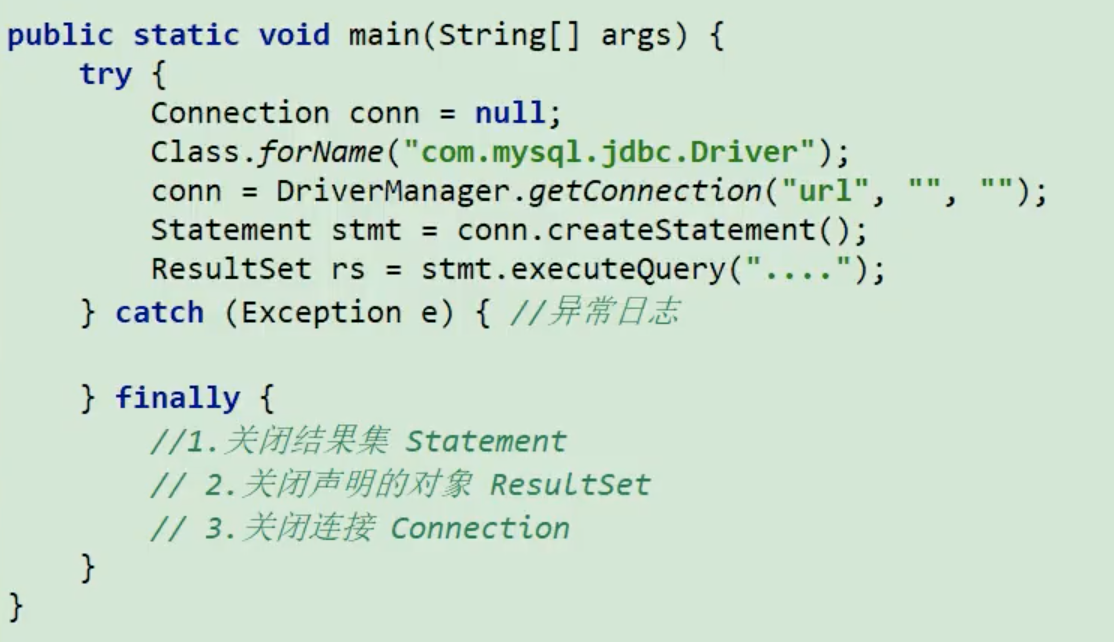 public static void main(String[] args) {
try {
Connection conn = null;
Class.forName("com.mysql.jdbc.Driver");
conn = DriverManager.getConnection("url", "", "");
Statement stmt = conn.createStatement();
ResultSet rs = stmt.executeQuery("....");
} catch (Exception e) { //异常日志
} finally {
//1.关闭结果集 Statement
// 2.关闭声明的对象 ResultSet
// 3.关闭连接 Connection
}
}